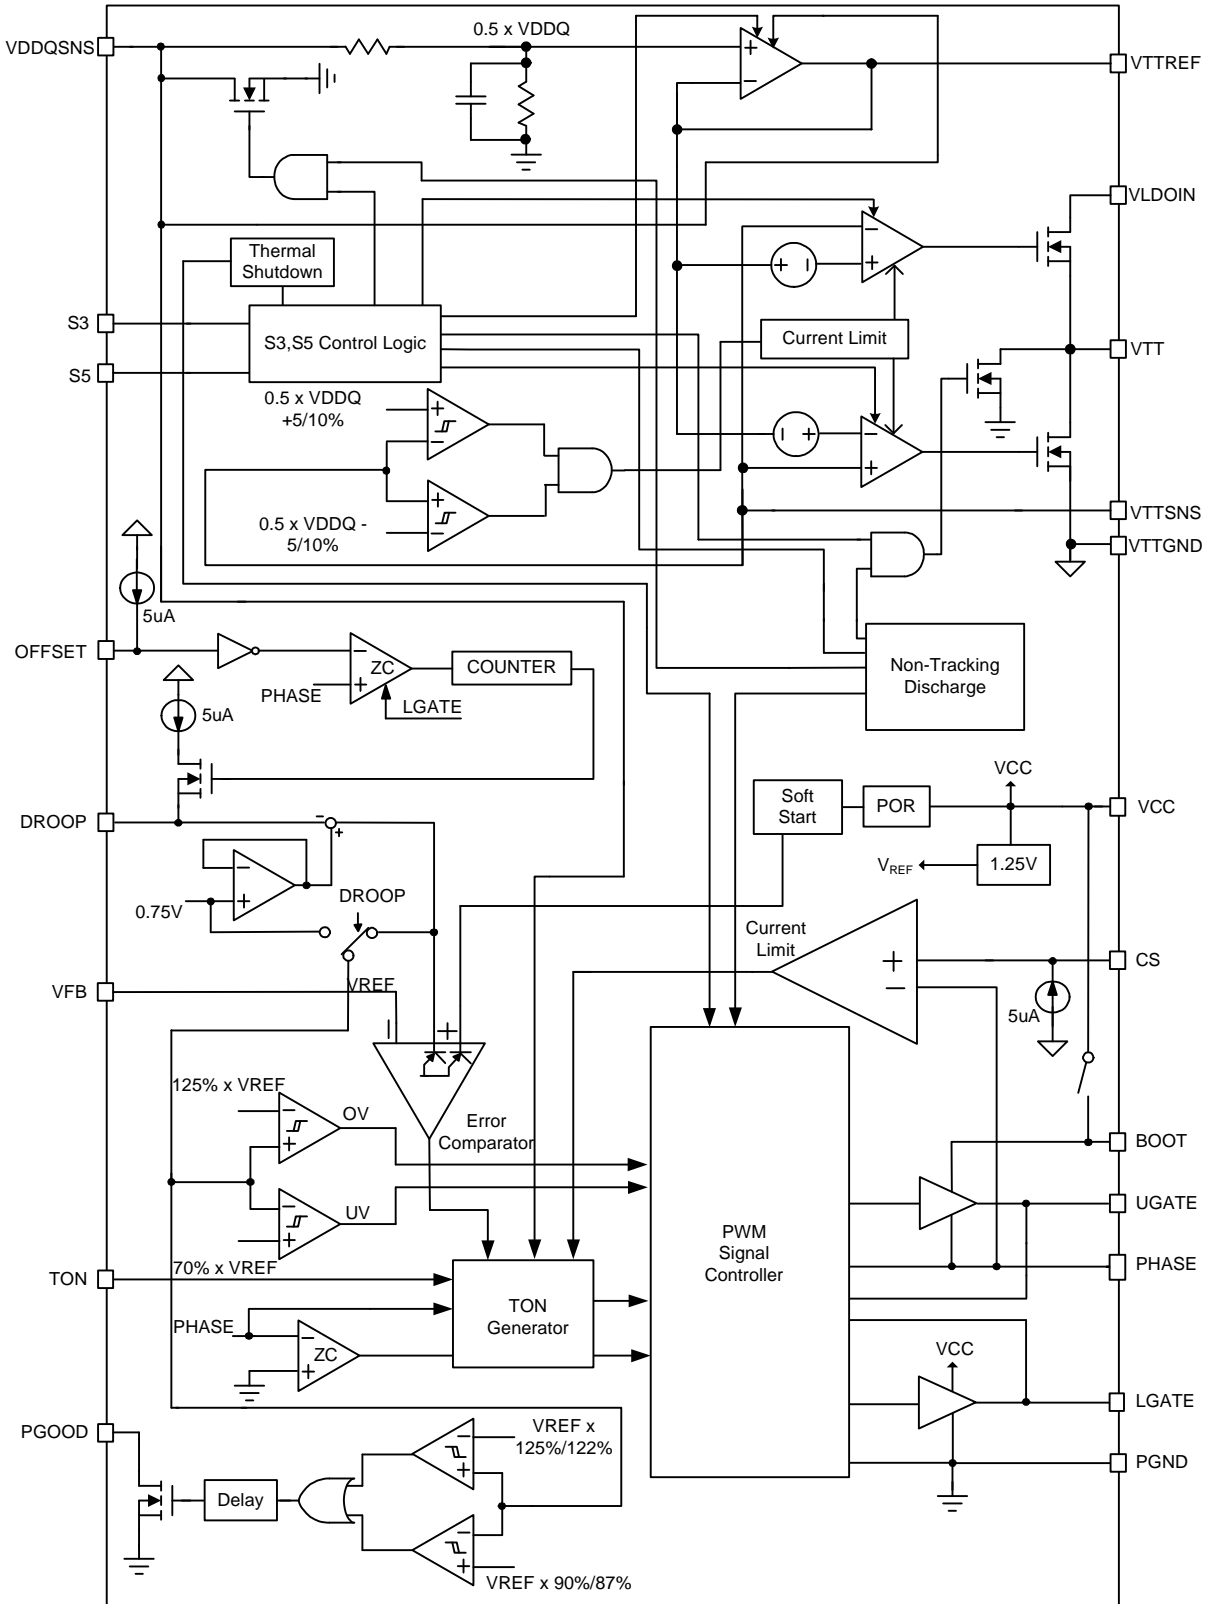 0.5 x VDDQ
VDDQSNS
+
−
VTTREF
VLDOIN
Thermal
Shutdown
−
+
+
S3
S3,S5 Control Logic
Current Limit
VTT
S5
0.5 x VDDQ
+5/10%
+
−
+
−
+
+
−
0.5 x VDDQ -
5/10%
VTTSNS
VTTGND
5uA
OFFSET
−
ZC
+
COUNTER
PHASE
LGATE
Non-Tracking
Discharge
5uA
VCC
Soft
Start
POR
VCC
DROOP
-
+
VREF
1.25V
−
+
0.75V
DROOP
Current
Limit
+
−
CS
VREF
VFB
5uA
−
+
125% x VREF
−
+
OV
Error
Comparator
BOOT
−
+
UV
UGATE
PWM
Signal
Controller
PHASE
70% x VREF
TON
TON
Generator
PHASE
−
ZC
+
VCC
LGATE
PGOOD
VREF x
125%/122%
−
+
PGND
Delay
−
+
VREF x 90%/87%